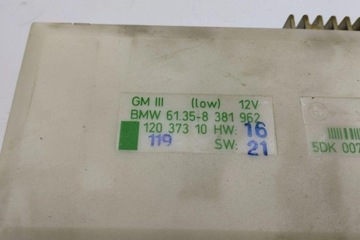 GM III (low) 12V
BMW 61.35-8 381 962
120 373 10 HW: 16
119 SW: 21
5DK 007